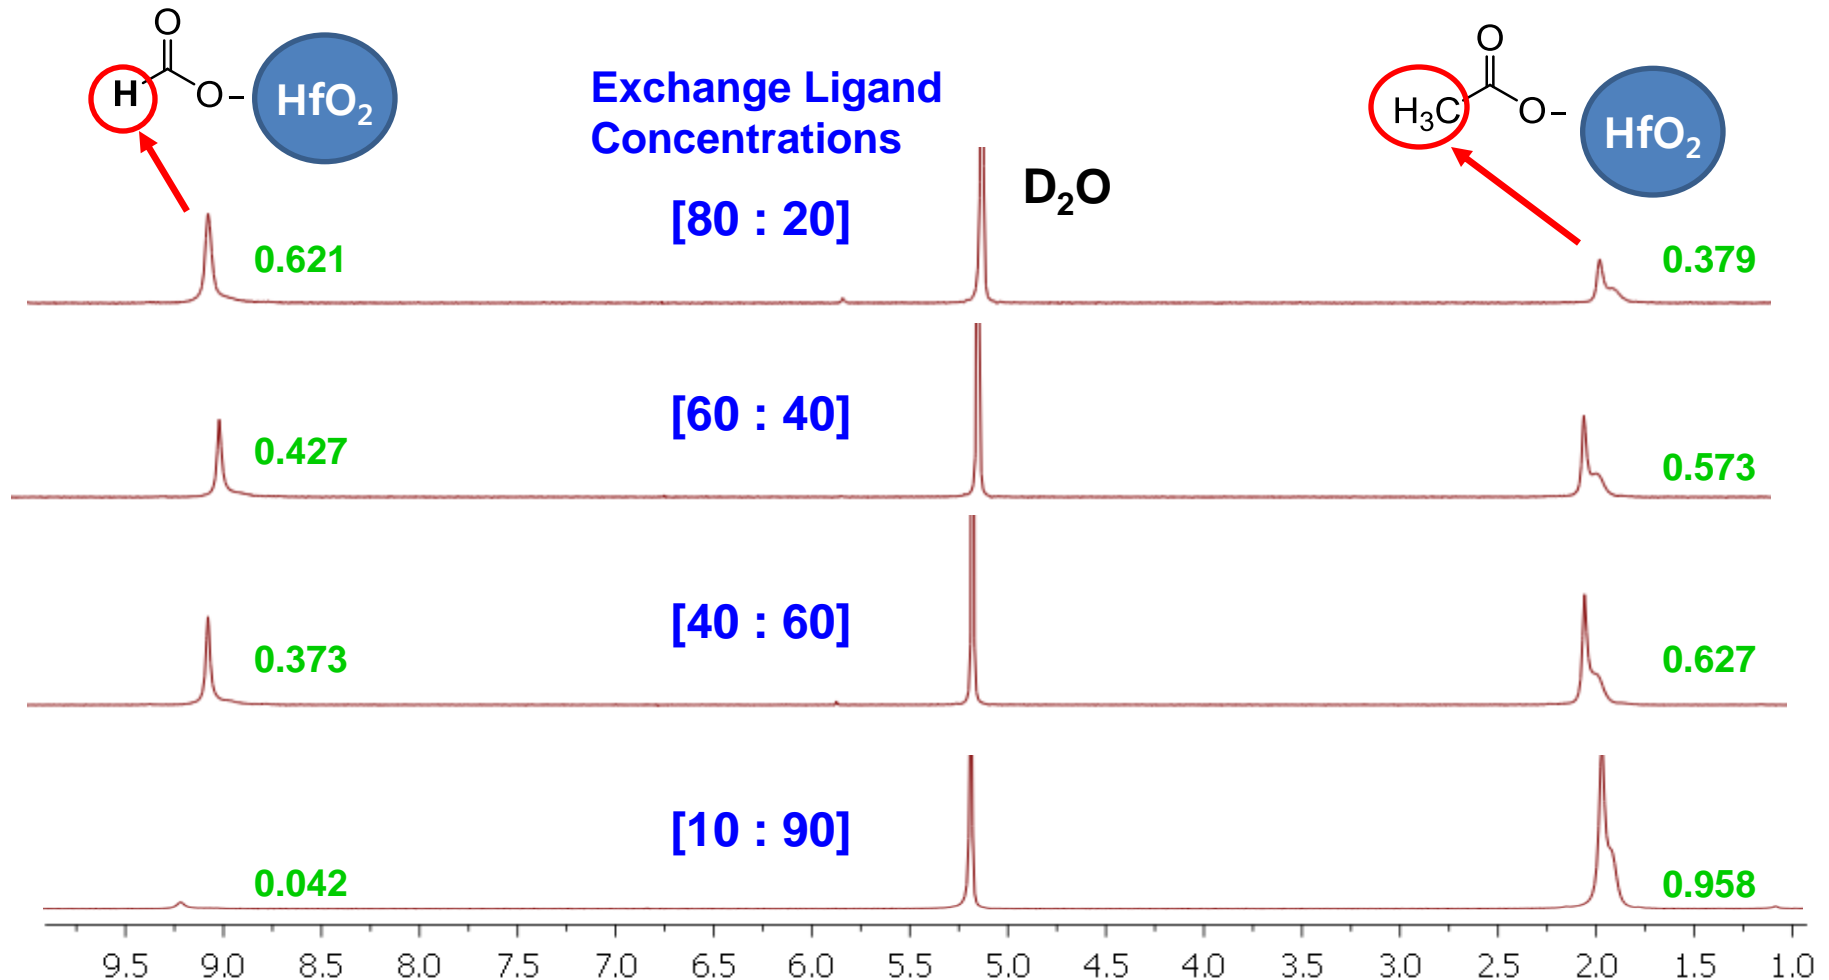 O
H
O–
HfO2
Exchange Ligand
Concentrations
O
H3C
O–
HfO2
D2O
[80 : 20]
0.621
0.379
[60 : 40]
0.427
0.573
[40 : 60]
0.373
0.627
[10 : 90]
0.042
0.958
9.5 9.0 8.5 8.0 7.5 7.0 6.5 6.0 5.5 5.0 4.5 4.0 3.5 3.0 2.5 2.0 1.5 1.0